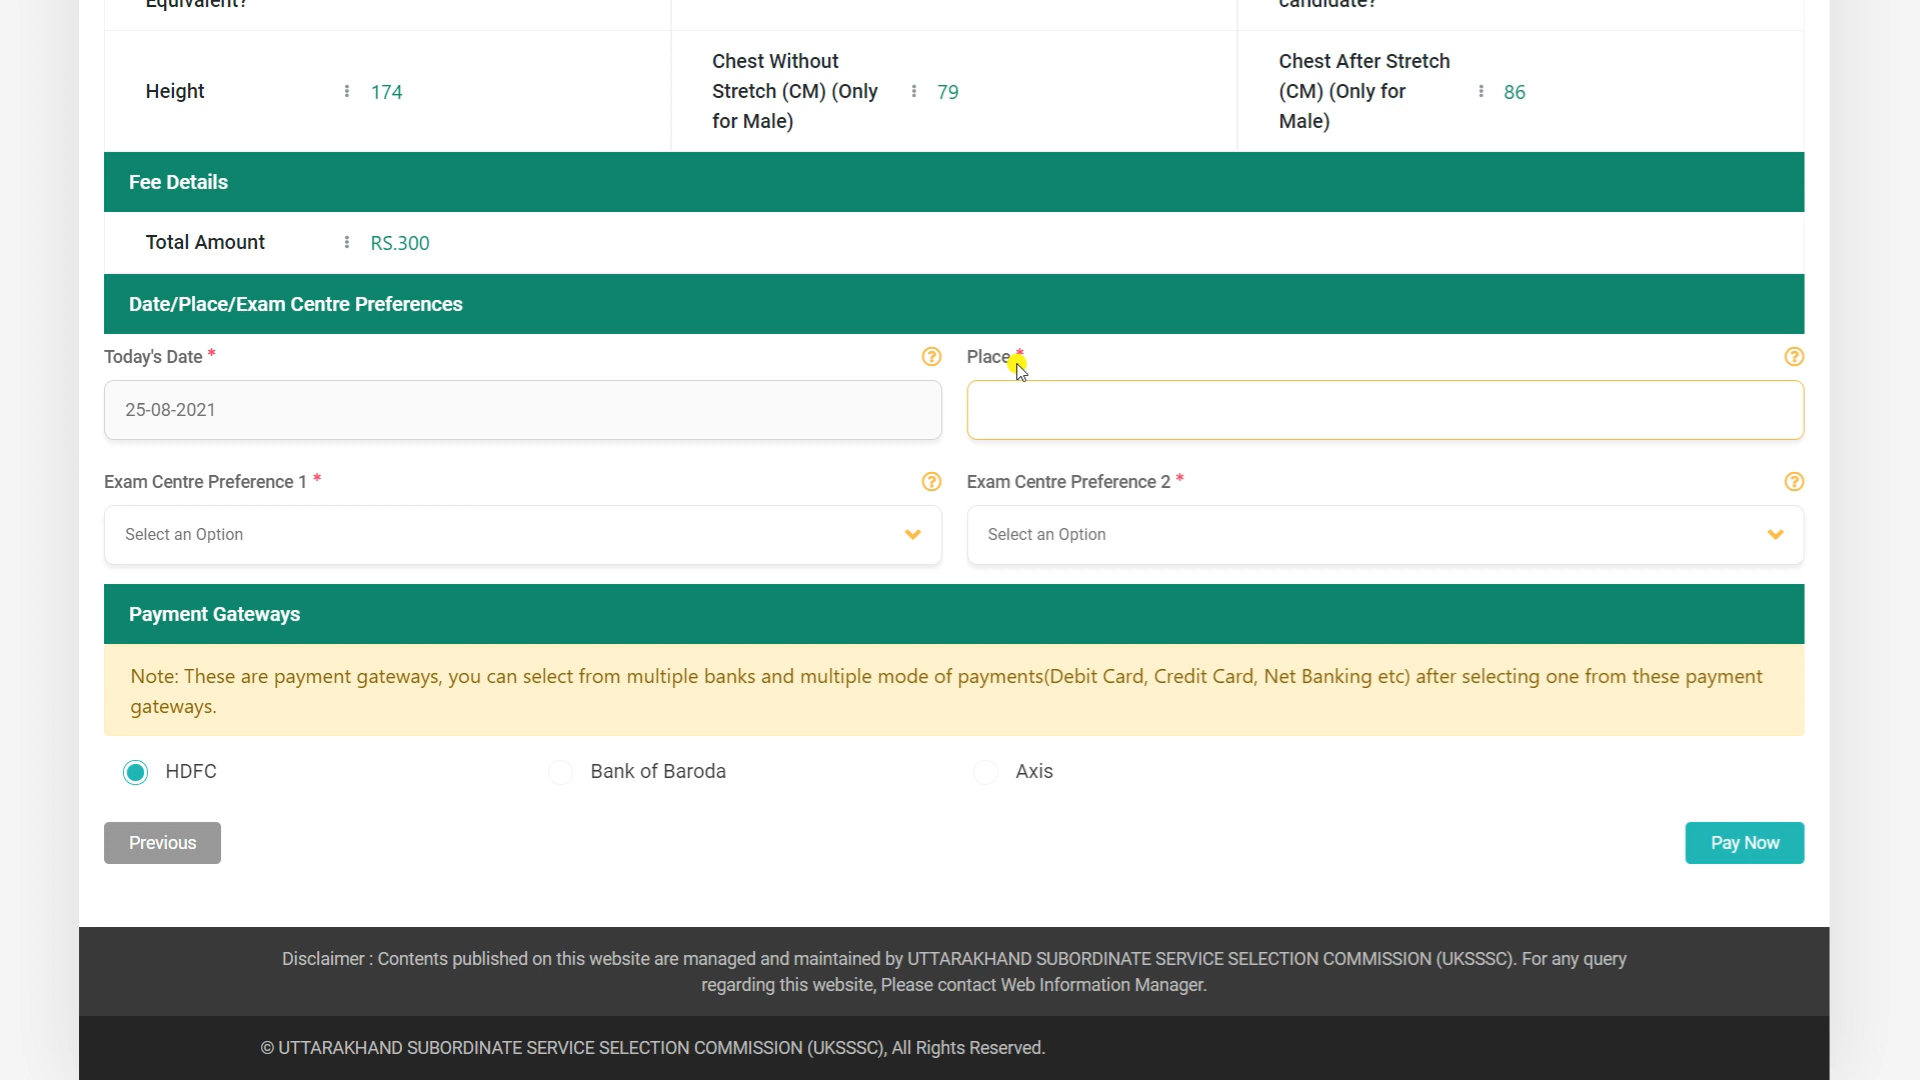 Equivalent?
candidate?
Height : 174
Chest Without
Stretch (CM) (Only : 79
for Male)
Chest After Stretch
(CM) (Only for : 86
Male)
Fee Details
Total Amount : RS.300
Date/Place/Exam Centre Preferences
Today's Date *
Place *
25-08-2021
Exam Centre Preference 1 *
Exam Centre Preference 2 *
Select an Option
Select an Option
Payment Gateways
Note: These are payment gateways, you can select from multiple banks and multiple mode of payments(Debit Card, Credit Card, Net Banking etc) after selecting one from these payment
gateways.
HDFC
Bank of Baroda
Axis
Previous
Pay Now
Disclaimer : Contents published on this website are managed and maintained by UTTARAKHAND SUBORDINATE SERVICE SELECTION COMMISSION (UKSSSC). For any query
regarding this website, Please contact Web Information Manager.
© UTTARAKHAND SUBORDINATE SERVICE SELECTION COMMISSION (UKSSSC), All Rights Reserved.